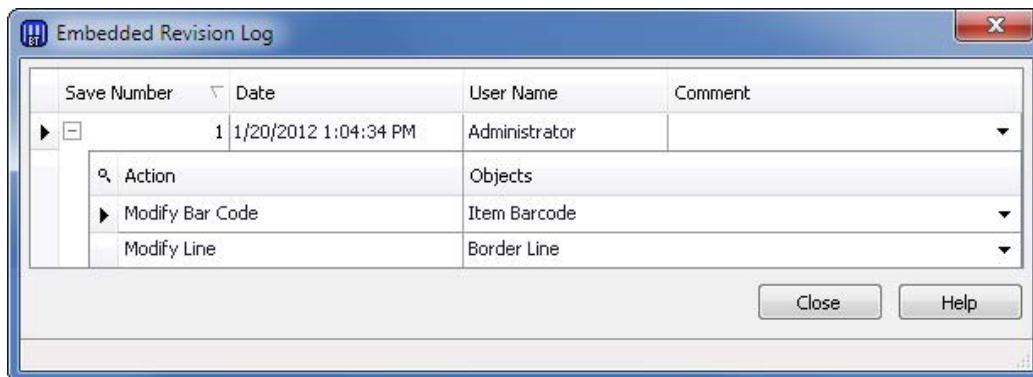 Embedded Revision Log
Save Number Date User Name Comment
1 1/20/2012 1:04:34 PM Administrator
Action Objects
Modify Bar Code Item Barcode
Modify Line Border Line
Close Help